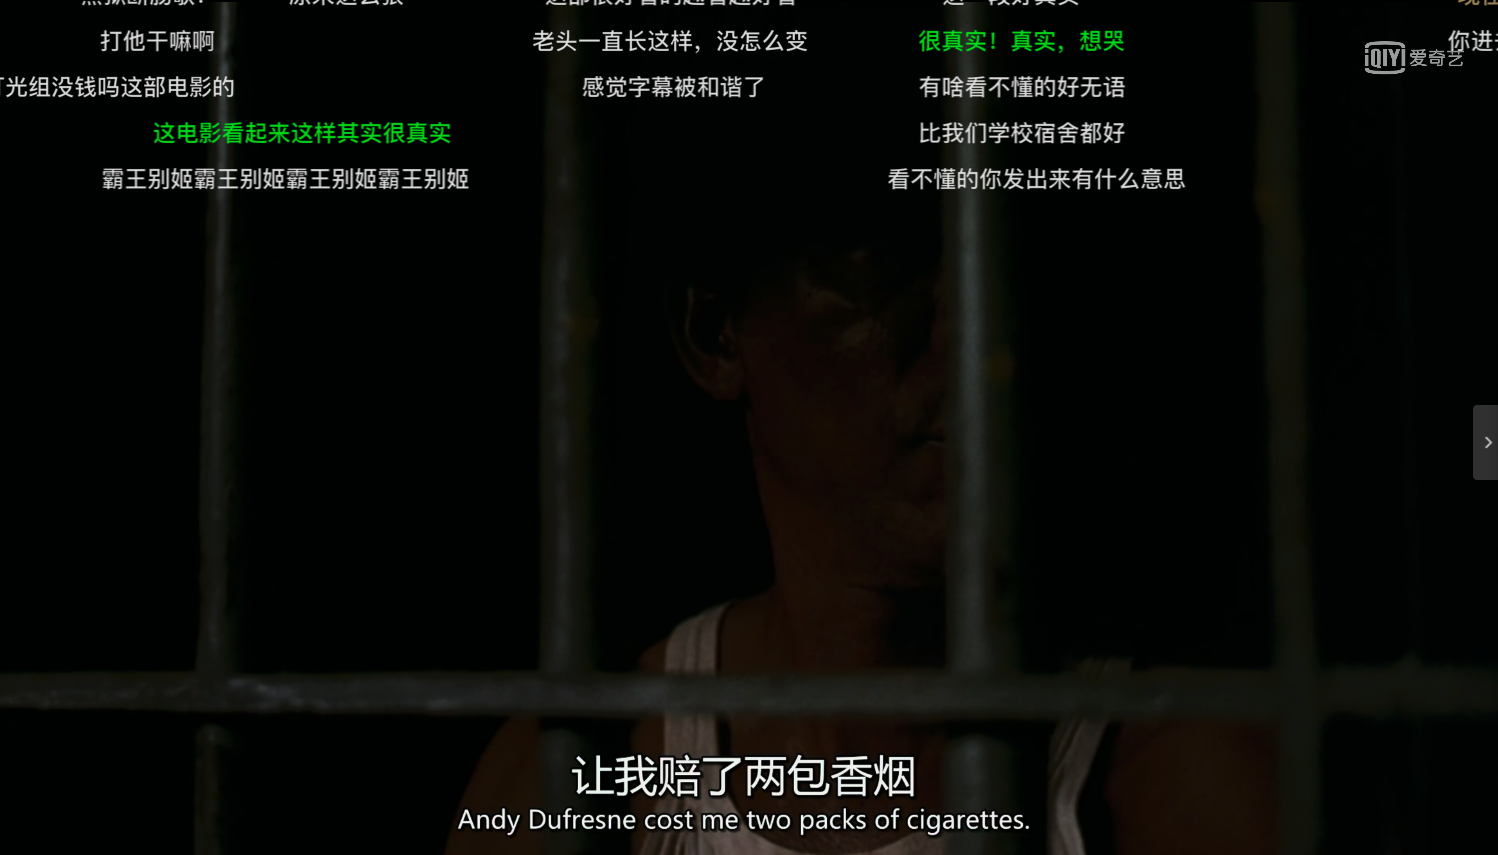 打他干嘛啊
老头一直长这样，没怎么变
很真实！真实，想哭
你进
iQIYI 爱奇艺
光组没钱吗这部电影的
感觉字幕被和谐了
有啥看不懂的好无语
这电影看起来这样其实很真实
比我们学校宿舍都好
霸王别姬霸王别姬霸王别姬霸王别姬
看不懂的你发出来有什么意思
让我赔了两包香烟
Andy Dufresne cost me two packs of cigarettes.